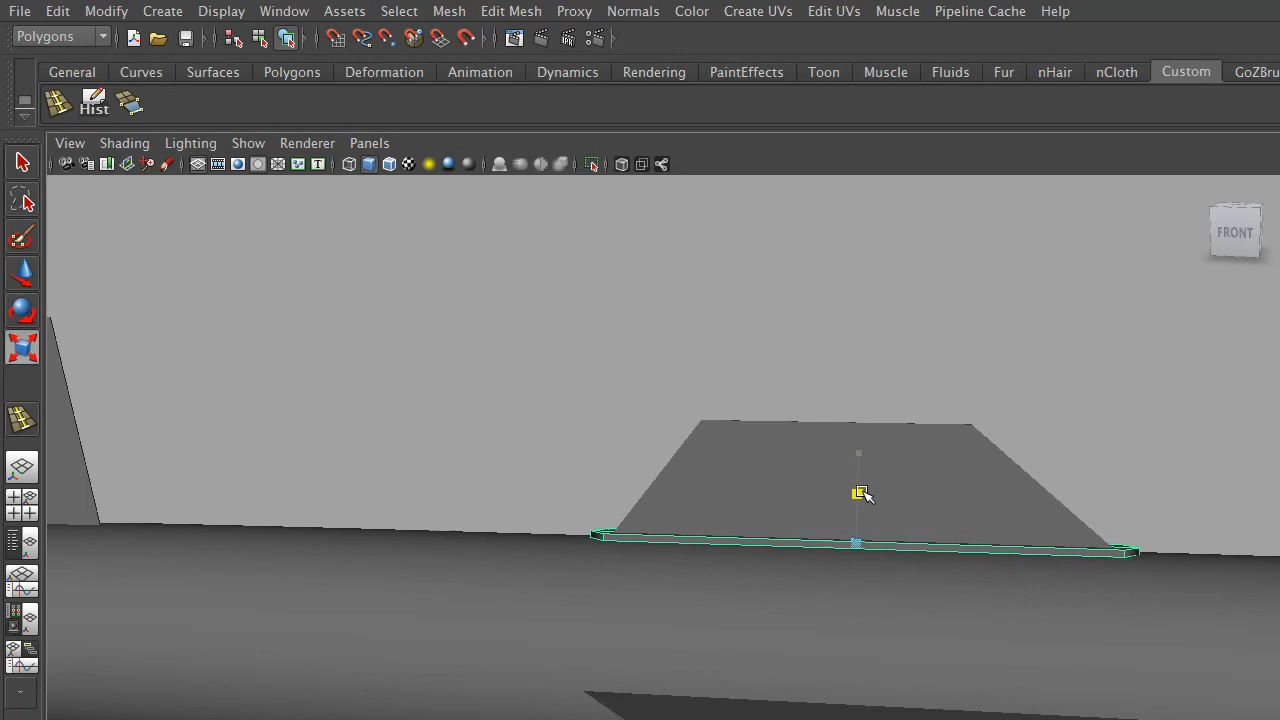 File Edit Modify Create Display Window Assets Select Mesh Edit Mesh Proxy Normals Color Create UVs Edit UVs Muscle Pipeline Cache Help
Polygons
General Curves Surfaces Polygons Deformation Animation Dynamics Rendering PaintEffects Toon Muscle Fluids Fur nHair nCloth Custom GoZBru
Hist
View Shading Lighting Show Renderer Panels
T
FRONT